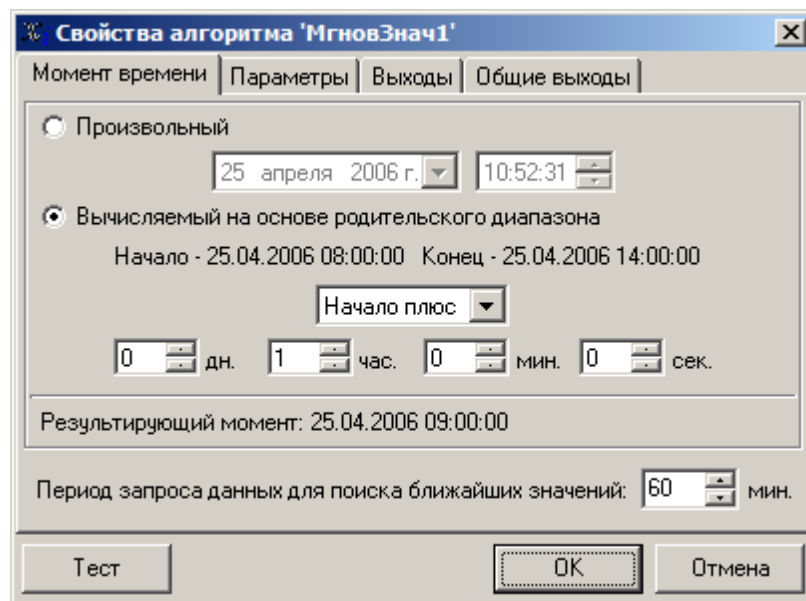 Свойства алгоритма 'МгновЗнач1'
Момент времени Параметры Выходы Общие выходы
Произвольный
25 апреля 2006 г. 10:52:31
Вычисляемый на основе родительского диапазона
Начало - 25.04.2006 08:00:00 Конец - 25.04.2006 14:00:00
Начало плюс
0 дн. 1 час. 0 мин. 0 сек.
Результирующий момент: 25.04.2006 09:00:00
Период запроса данных для поиска ближайших значений: 60 мин.
Тест OK Отмена